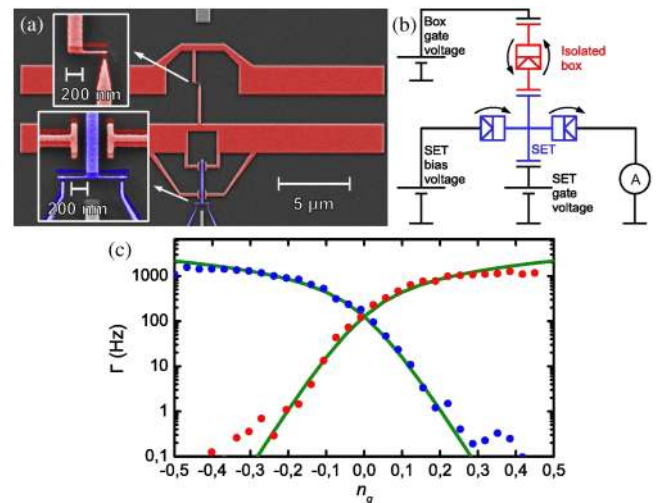 (a)
200 nm
200 nm
5 μm
(b)
Box
gate
voltage
Isolated
box
SET
SET
bias
voltage
SET
gate
voltage
A
(c)
Γ (Hz)
1000
100
10
1
0,1
-0,5 -0,4 -0,3 -0,2 -0,1 0,0 0,1 0,2 0,3 0,4 0,5
n_g